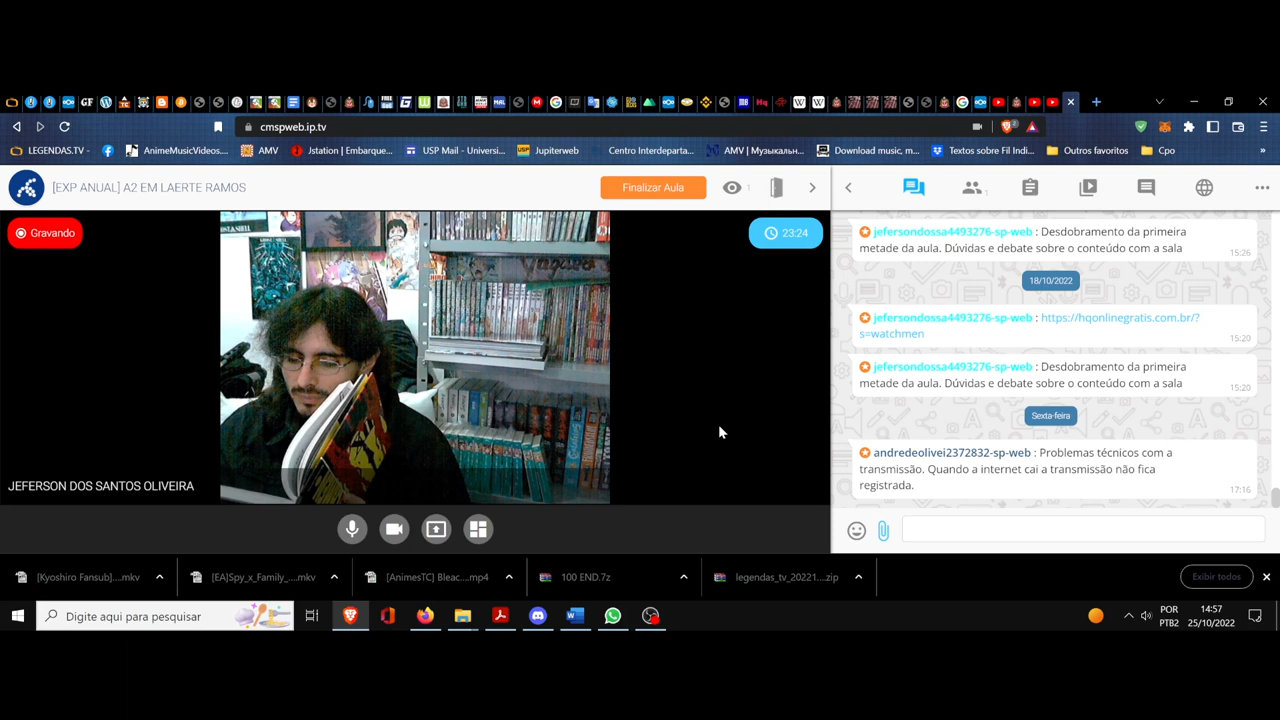 cmspweb.ip.tv
2
LEGENDAS.TV -
AnimeMusicVideos...
AMV
Jstation | Embarque...
USP Mail - Universi...
Jupiterweb
Centro Interdeparta...
AMV | Музыкальн...
Download music, m...
Textos sobre Fil Indi...
Outros favoritos
Cpo
»
[EXP ANUAL] A2 EM LAERTE RAMOS
Finalizar Aula
1
1
Gravando
23:24
JEFERSON DOS SANTOS OLIVEIRA
jefersondossa4493276-sp-web : Desdobramento da primeira
metade da aula. Dúvidas e debate sobre o conteúdo com a sala
15:26
18/10/2022
jefersondossa4493276-sp-web : https://hqonlinegratis.com.br/?
s=watchmen
15:20
jefersondossa4493276-sp-web : Desdobramento da primeira
metade da aula. Dúvidas e debate sobre o conteúdo com a sala
15:20
Sexta-feira
andredeolivei2372832-sp-web : Problemas técnicos com a
transmissão. Quando a internet cai a transmissão não fica
registrada.
17:16
[Kyoshiro Fansub]....mkv
[EA]Spy_x_Family_....mkv
[AnimesTC] Bleac....mp4
100 END.7z
legendas_tv_20221....zip
Exibir todos
Digite aqui para pesquisar
POR
PTB2
14:57
25/10/2022